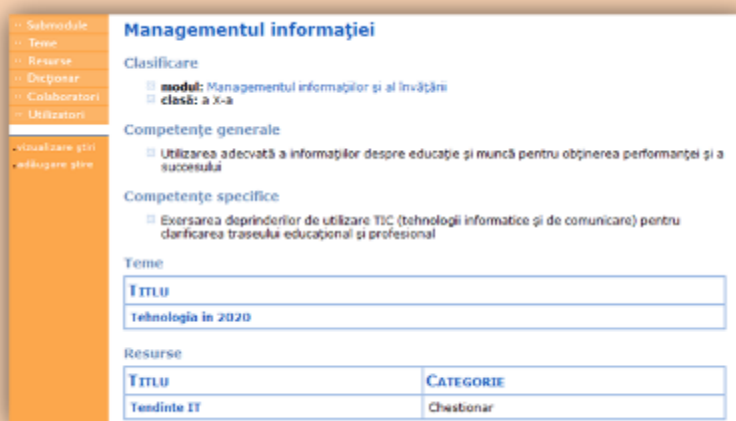 Submodule
Teme
Resurse
Dicționar
Colaboratori
Utilizatori
vizualizare știri
adăugare știre
Managementul informaţiei
Clasificare
modul: Managementul informaţiilor şi al învăţării
clasă: a X-a
Competenţe generale
Utilizarea adecvată a informaţiilor despre educaţie şi muncă pentru obţinerea performanţei şi a
succesului
Competenţe specifice
Exersarea deprinderilor de utilizare TIC (tehnologii informatice şi de comunicare) pentru
clarificarea traseului educaţional şi profesional
Teme
TITLU
Tehnologia in 2020
Resurse
TITLU CATEGORIE
Tendinte IT Chestionar